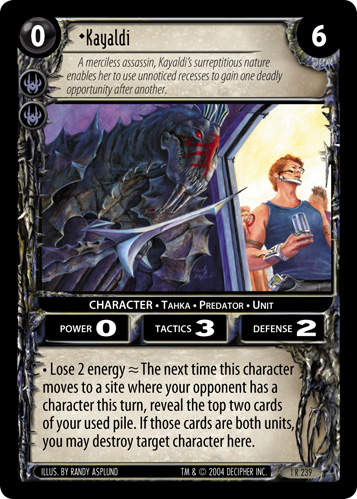 0
•Kayaldi
6
A merciless assassin, Kayaldi's surreptitious nature
enables her to use unnoticed recesses to gain one deadly
opportunity after another.
CHARACTER • TAHKA • PREDATOR • UNIT
POWER 0
TACTICS 3
DEFENSE 2
• Lose 2 energy ≈ The next time this character
moves to a site where your opponent has a
character this turn, reveal the top two cards
of your used pile. If those cards are both units,
you may destroy target character here.
ILLUS. BY RANDY ASPLUND
TM & © 2004 DECIPHER INC.
1 R 239